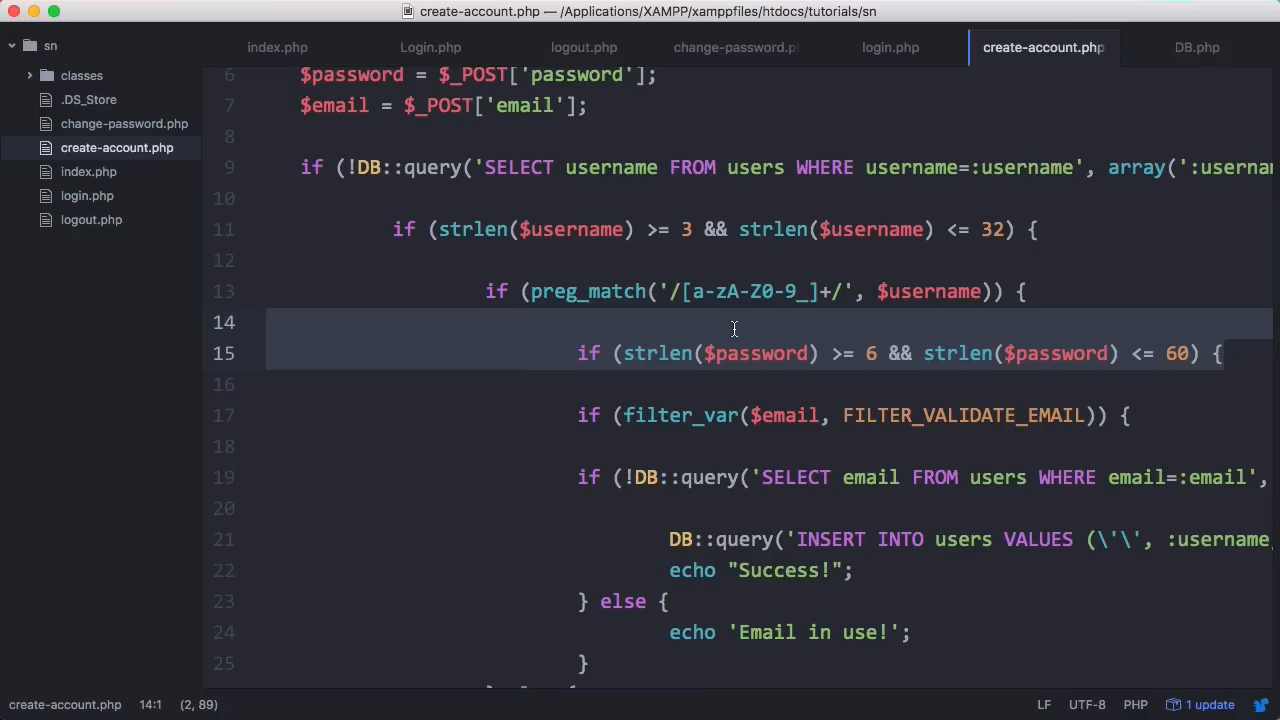 create-account.php — /Applications/XAMPP/xamppfiles/htdocs/tutorials/sn
sn
classes
.DS_Store
change-password.php
create-account.php
index.php
login.php
logout.php
index.php Login.php logout.php change-password.pl login.php create-account.php DB.php
6 $password = $_POST['password'];
7 $email = $_POST['email'];
8
9 if (!DB::query('SELECT username FROM users WHERE username=:username', array(':usernam
10
11 if (strlen($username) >= 3 && strlen($username) <= 32) {
12
13 if (preg_match('/[a-zA-Z0-9_]+/', $username)) {
14
15 if (strlen($password) >= 6 && strlen($password) <= 60) {
16
17 if (filter_var($email, FILTER_VALIDATE_EMAIL)) {
18
19 if (!DB::query('SELECT email FROM users WHERE email=:email',
20
21 DB::query('INSERT INTO users VALUES (\'\', :username
22 echo "Success!";
23 } else {
24 echo 'Email in use!';
25 }
create-account.php 14:1 (2, 89) LF UTF-8 PHP 1 update